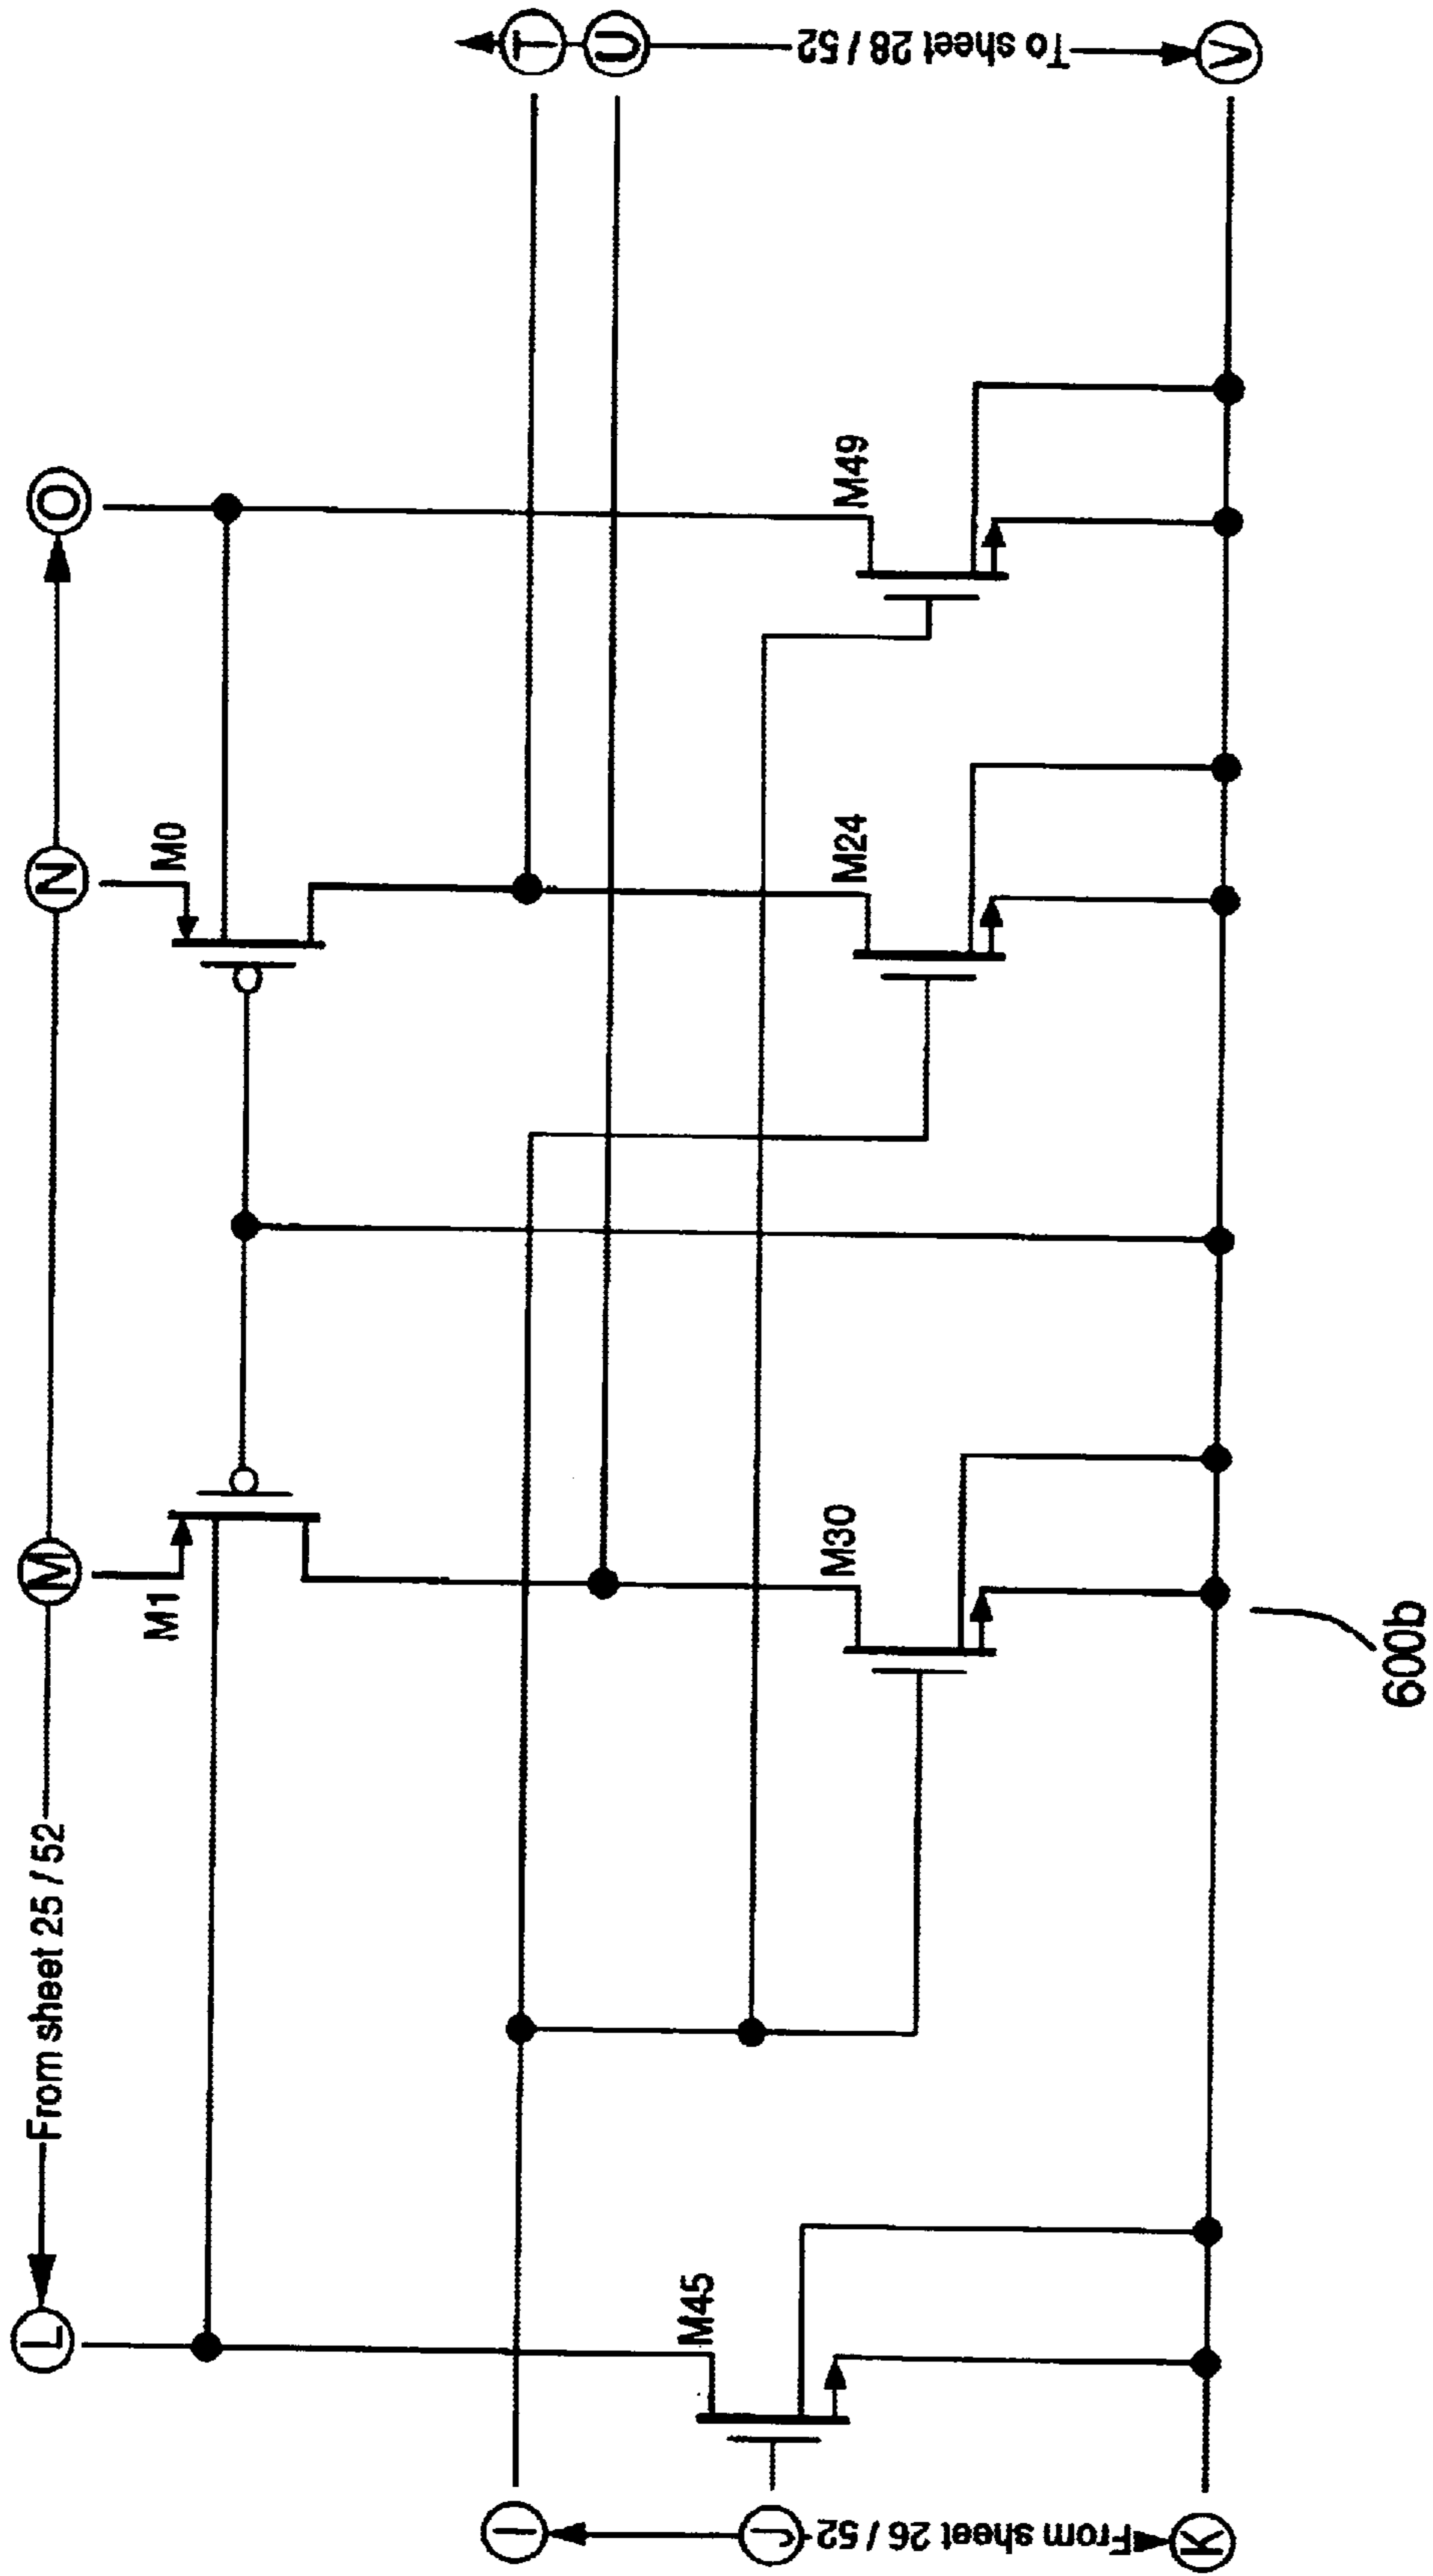 L
From sheet 25 / 52
M
N
O
M1
M0
M45
M30
M24
M49
I
J
From sheet 26 / 52
K
T
U
To sheet 28 / 52
V
600b